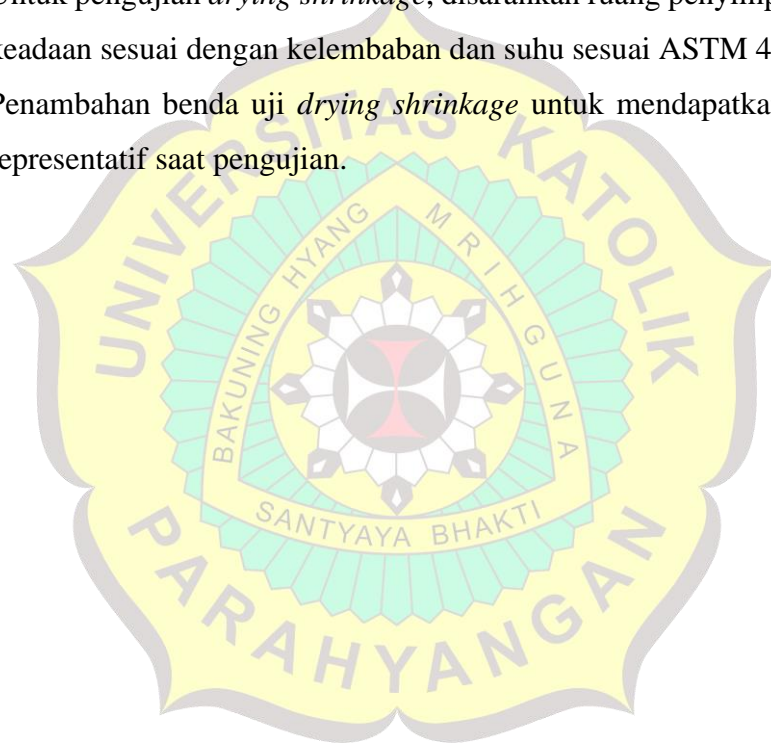 Untuk pengujian drying shrinkage, disarankan ruang penyimp
keadaan sesuai dengan kelembaban dan suhu sesuai ASTM 4
Penambahan benda uji drying shrinkage untuk mendapatka
representatif saat pengujian.
UNIVERSITAS KATOLIK
BAKUNING HYANG MRIHGUNA
SANTYAYA BHAKTI
PARAHYANGAN